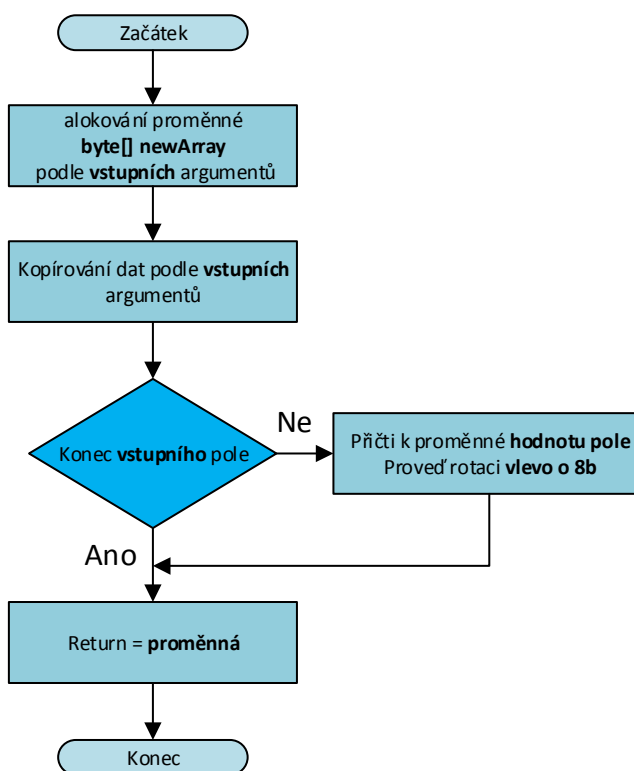 Začátek
alokování proměnné
byte[] newArray
podle vstupních argumentů
Kopírování dat podle vstupních
argumentů
Konec vstupního pole
Ne
Přičti k proměnné hodnotu pole
Proveď rotaci vlevo o 8b
Ano
Return = proměnná
Konec